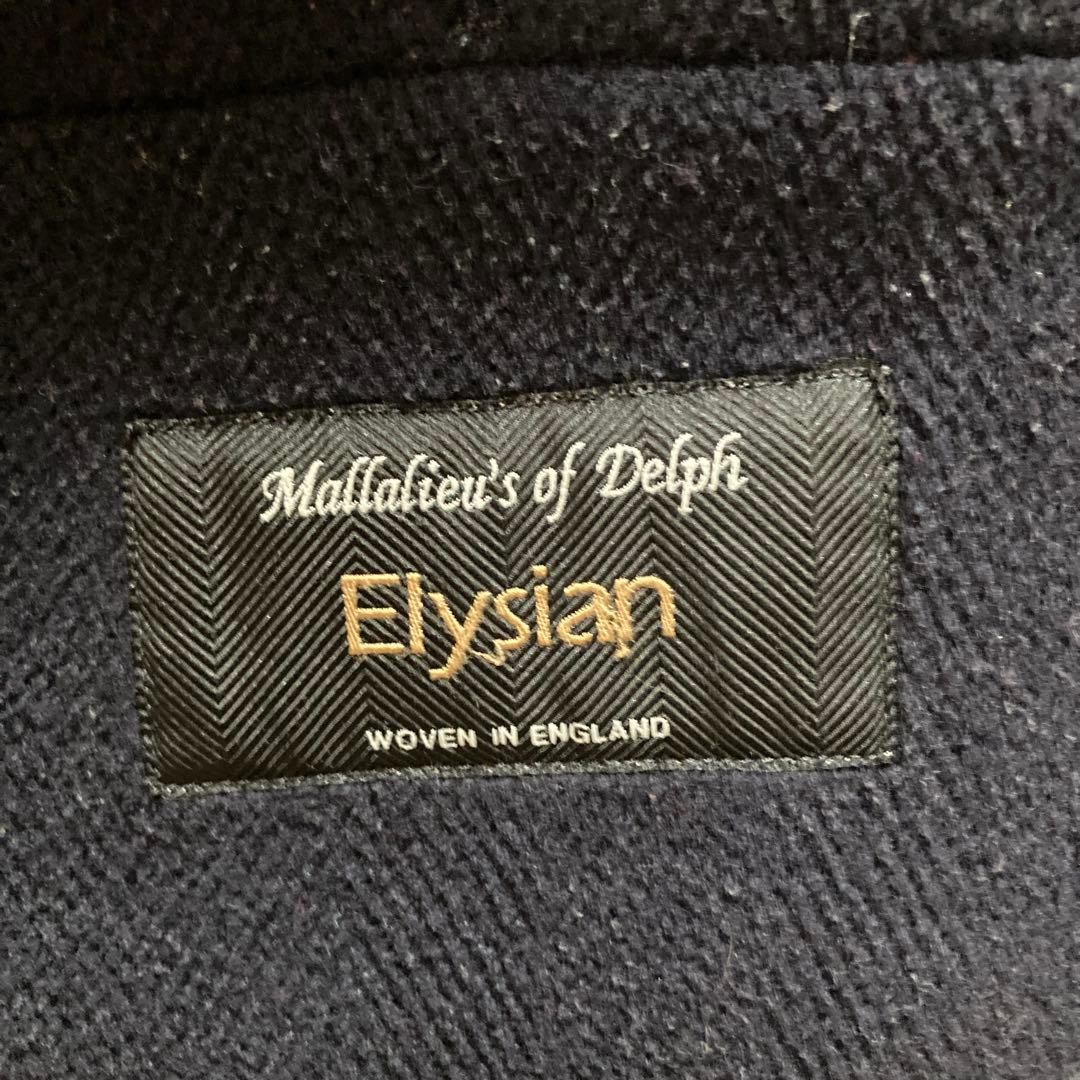 Mallalieu's of Delph
Elysian
WOVEN IN ENGLAND